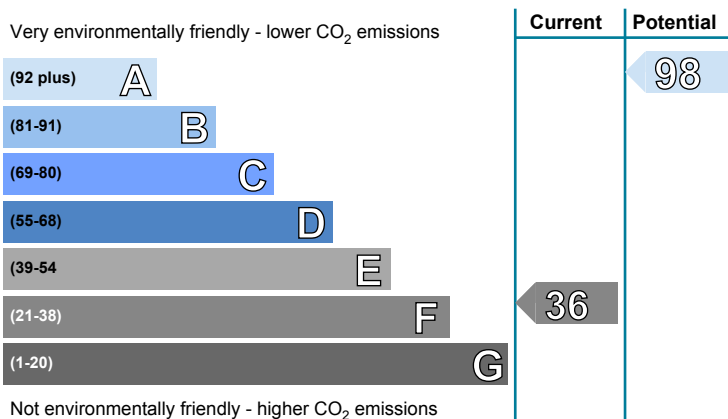 Current Potential
Very environmentally friendly - lower CO2 emissions
(92 plus) A 98
(81-91) B
(69-80) C
(55-68) D
(39-54 E
(21-38) F 36
(1-20) G
Not environmentally friendly - higher CO2 emissions